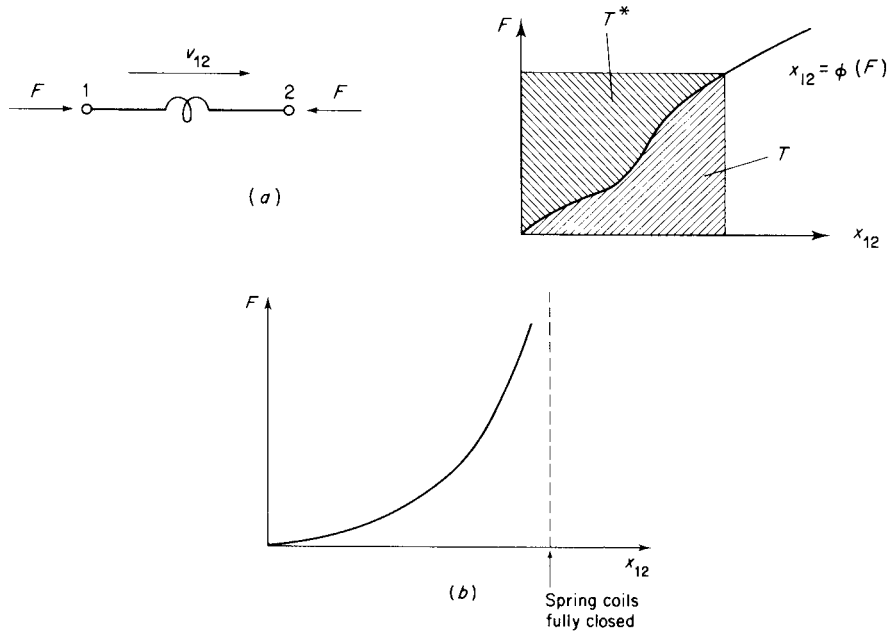 v12
F 1 2 F
(a)
F
T*
x12 = ϕ (F)
T
x12
F
x12
(b)
Spring coils
fully closed